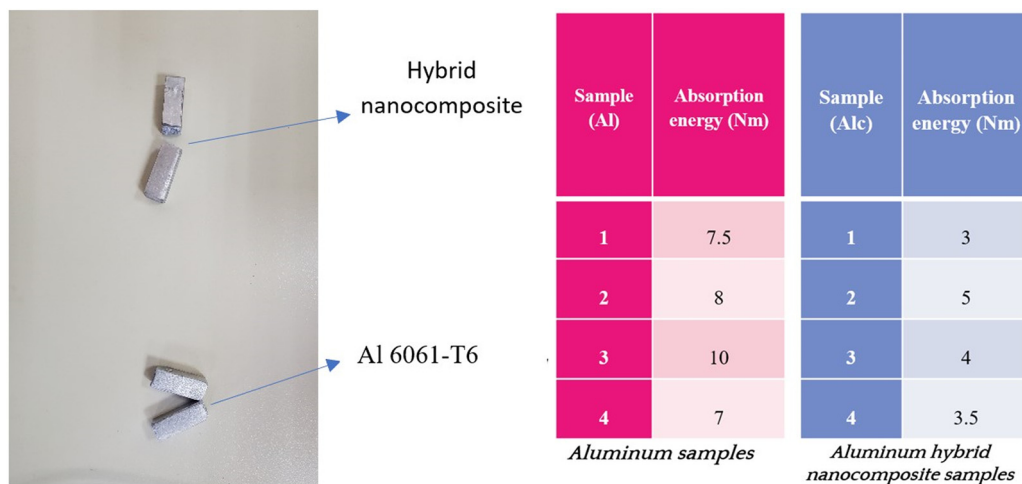 Hybrid
nanocomposite
Al 6061-T6
Sample
(Al)
Absorption
energy (Nm)
1 7.5
2 8
3 10
4 7
Aluminum samples
Sample
(Alc)
Absorption
energy (Nm)
1 3
2 5
3 4
4 3.5
Aluminum hybrid
nanocomposite samples